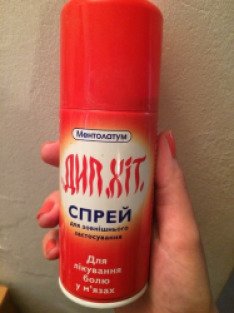 Ментолатум
ДИП ХІТ.
СПРЕЙ
для зовнішнього
застосування
Для
лікування
болю
у м'язах